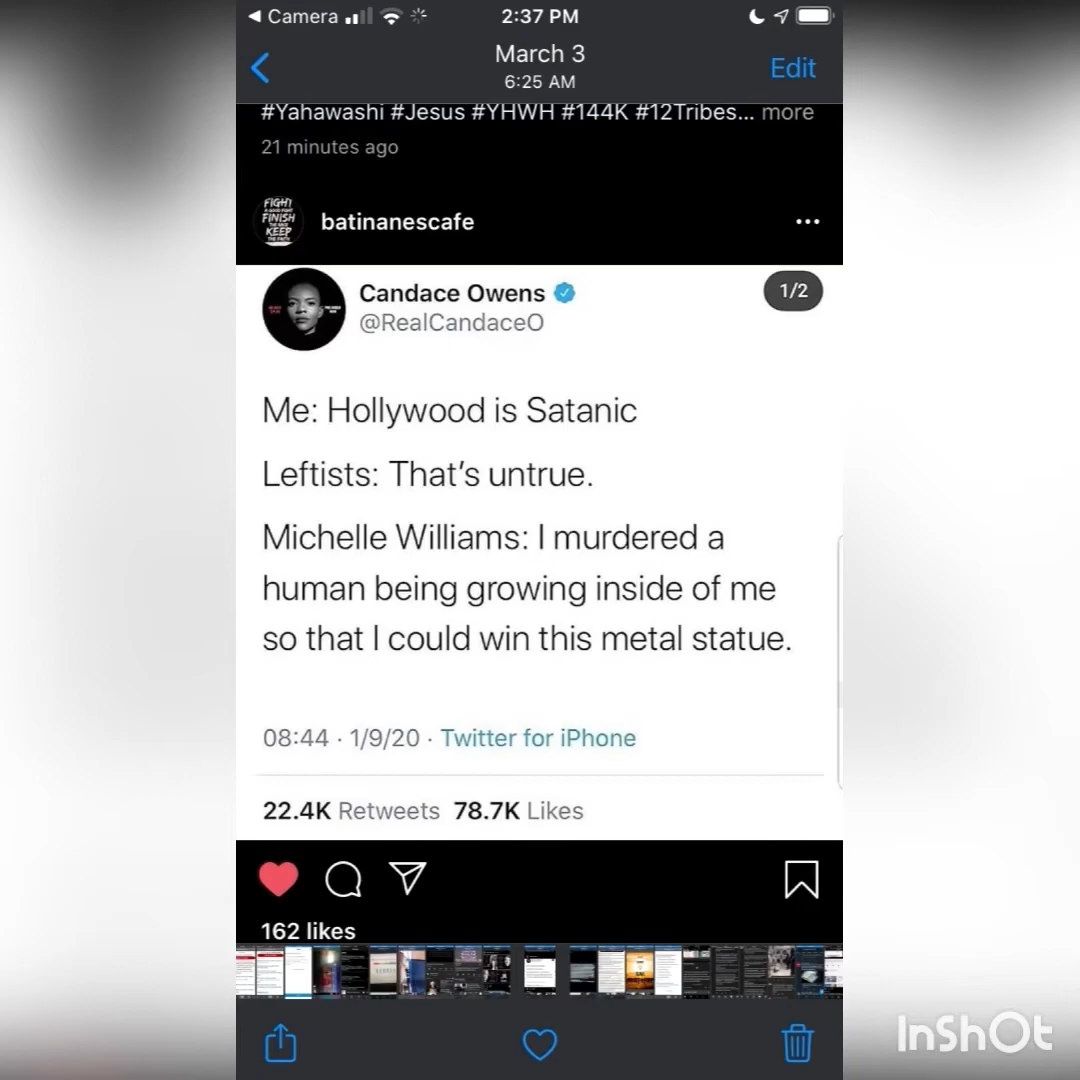 Camera
2:37 PM
March 3
6:25 AM
Edit
#Yahawashi #Jesus #YHWH #144K #12Tribes... more
21 minutes ago
FIGHT
FINISH
KEEP
batinanescafe
Candace Owens
@RealCandaceO
1/2
Me: Hollywood is Satanic
Leftists: That's untrue.
Michelle Williams: I murdered a
human being growing inside of me
so that I could win this metal statue.
08:44 · 1/9/20 · Twitter for iPhone
22.4K Retweets 78.7K Likes
162 likes
InShOt